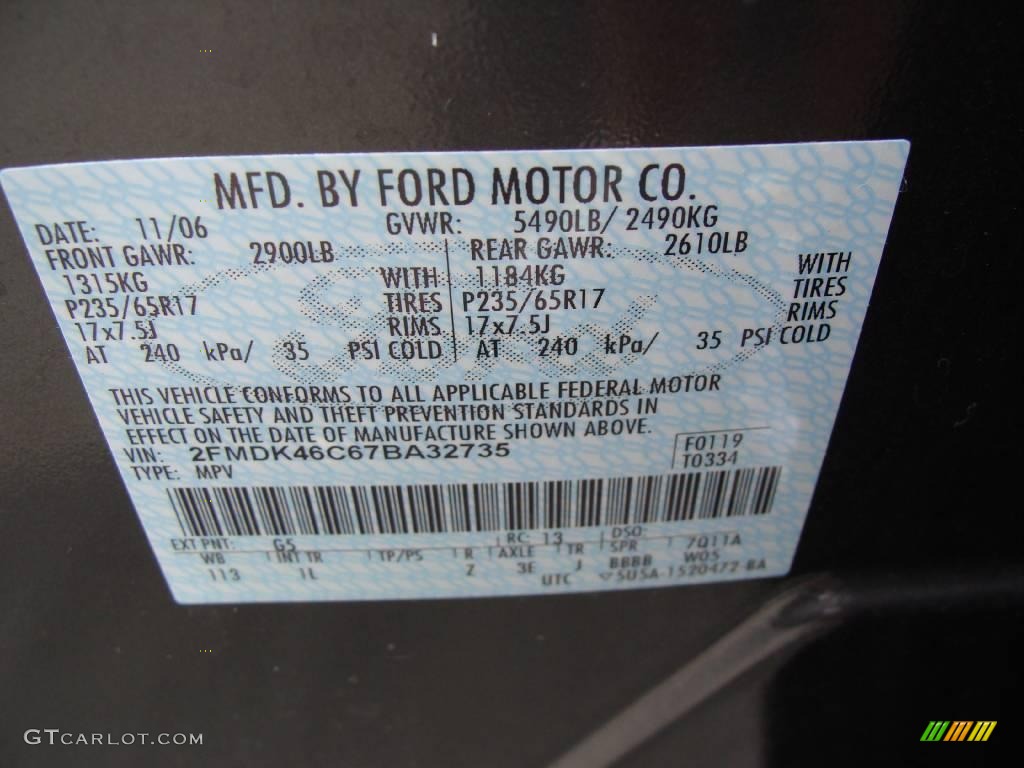 MFD. BY FORD MOTOR CO.
DATE: 11/06 GVWR: 5490LB/ 2490KG
FRONT GAWR: 2900LB REAR GAWR: 2610LB
1315KG WITH 1184KG WITH
P235/65R17 TIRES P235/65R17 TIRES
17x7.5J RIMS 17x7.5J RIMS
AT 240 kPa/ 35 PSI COLD AT 240 kPa/ 35 PSI COLD
THIS VEHICLE CONFORMS TO ALL APPLICABLE FEDERAL MOTOR
VEHICLE SAFETY AND THEFT PREVENTION STANDARDS IN
EFFECT ON THE DATE OF MANUFACTURE SHOWN ABOVE.
VIN: 2FMDK46C67BA32735 F0119
TYPE: MPV T0334
EXT PNT: G5 RC: 13 DSO: 7Q11A
WB INT TR TP/PS R AXLE TR SPR W05
113 1L 2 3E J BBBB
UTC ▽5U5A-1520472-BA
GTCARLOT.COM